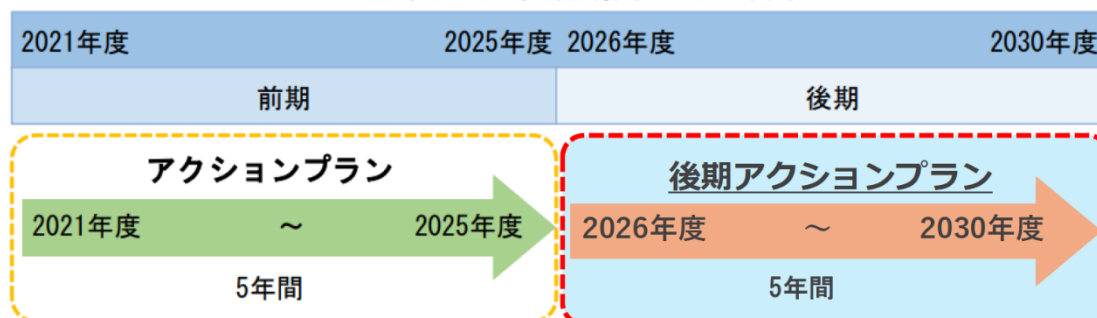 2021年度 2025年度 2026年度 2030年度
前期 後期
アクションプラン
2021年度 ～ 2025年度
5年間
後期アクションプラン
2026年度 ～ 2030年度
5年間